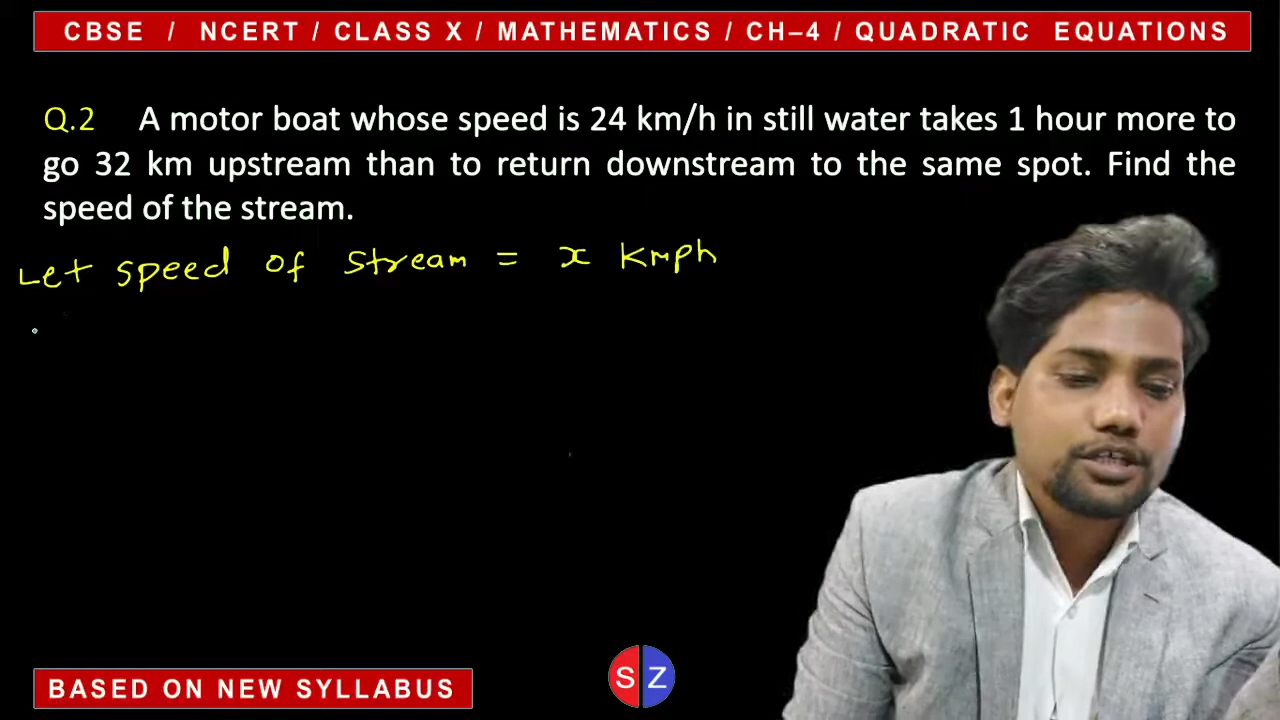 CBSE / NCERT / CLASS X / MATHEMATICS / CH–4 / QUADRATIC EQUATIONS
Q.2 A motor boat whose speed is 24 km/h in still water takes 1 hour more to
go 32 km upstream than to return downstream to the same spot. Find the
speed of the stream.
Let speed of stream = x kmph
BASED ON NEW SYLLABUS
S Z